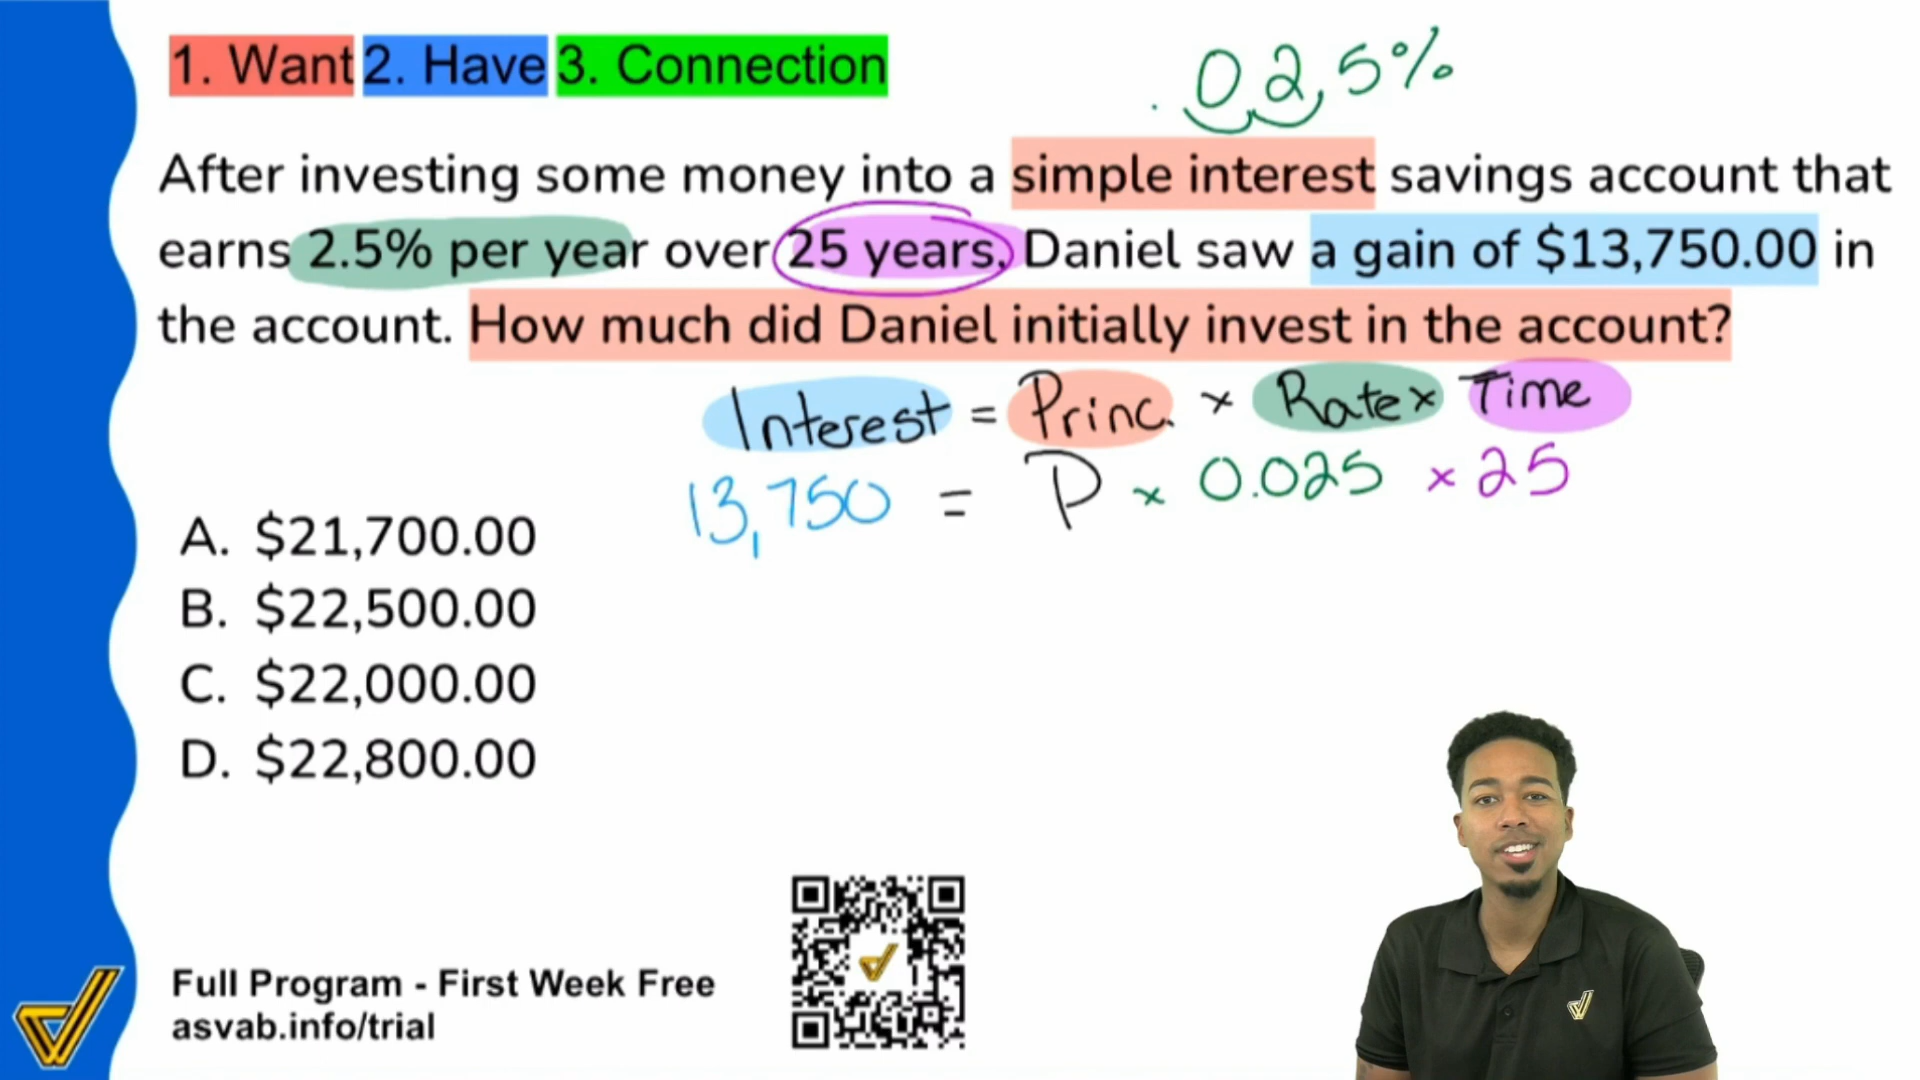 1. Want 2. Have 3. Connection
.02,5%
After investing some money into a simple interest savings account that
earns 2.5% per year over 25 years, Daniel saw a gain of $13,750.00 in
the account. How much did Daniel initially invest in the account?
Interest = Princ. × Rate × Time
13,750 = P × 0.025 × 25
A. $21,700.00
B. $22,500.00
C. $22,000.00
D. $22,800.00
Full Program - First Week Free
asvab.info/trial